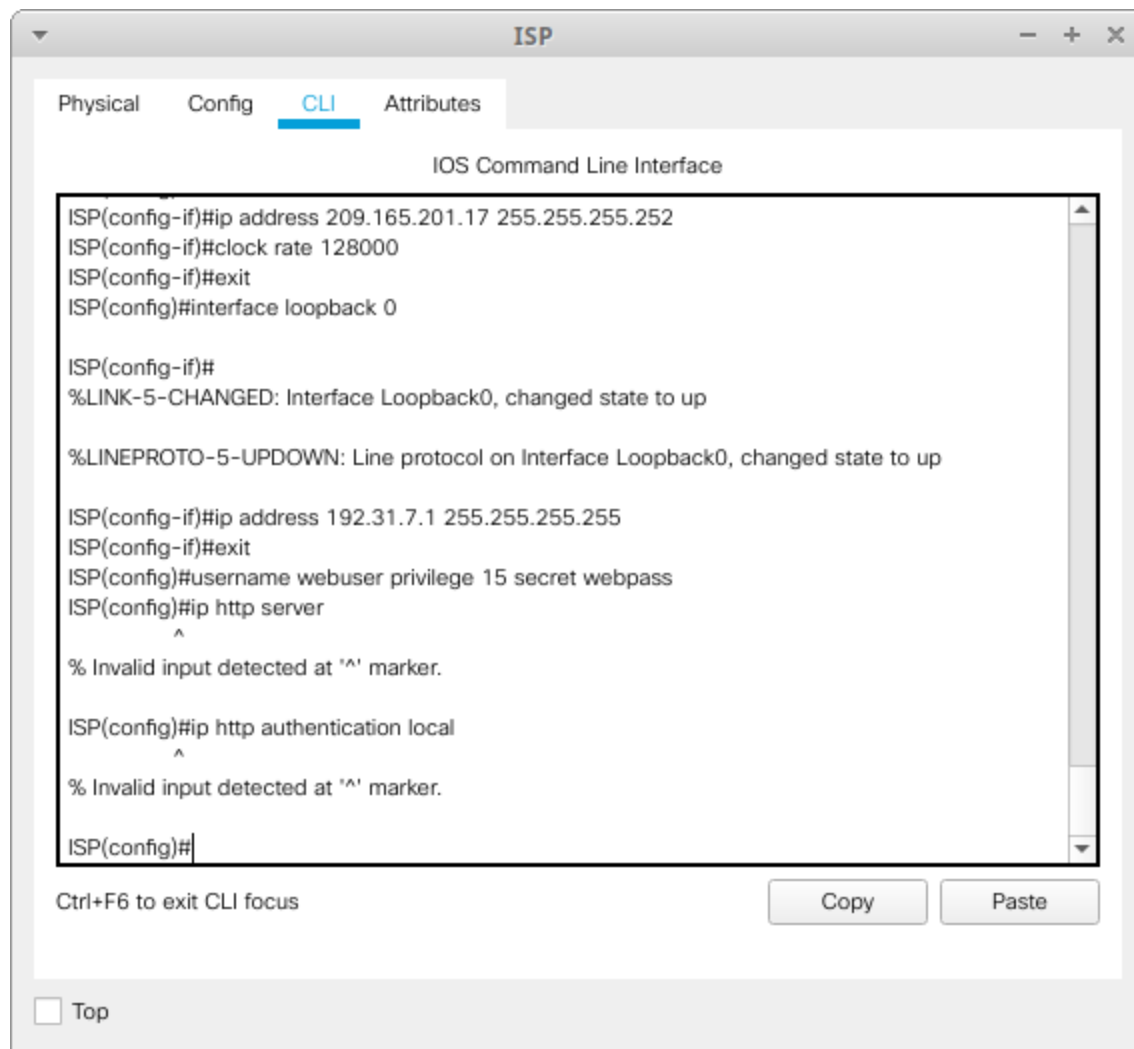 ISP
Physical Config CLI Attributes
IOS Command Line Interface
ISP(config-if)#ip address 209.165.201.17 255.255.255.252
ISP(config-if)#clock rate 128000
ISP(config-if)#exit
ISP(config)#interface loopback 0
ISP(config-if)#
%LINK-5-CHANGED: Interface Loopback0, changed state to up
%LINEPROTO-5-UPDOWN: Line protocol on Interface Loopback0, changed state to up
ISP(config-if)#ip address 192.31.7.1 255.255.255.255
ISP(config-if)#exit
ISP(config)#username webuser privilege 15 secret webpass
ISP(config)#ip http server
^
% Invalid input detected at '^' marker.
ISP(config)#ip http authentication local
^
% Invalid input detected at '^' marker.
ISP(config)#
Ctrl+F6 to exit CLI focus
Copy Paste
Top